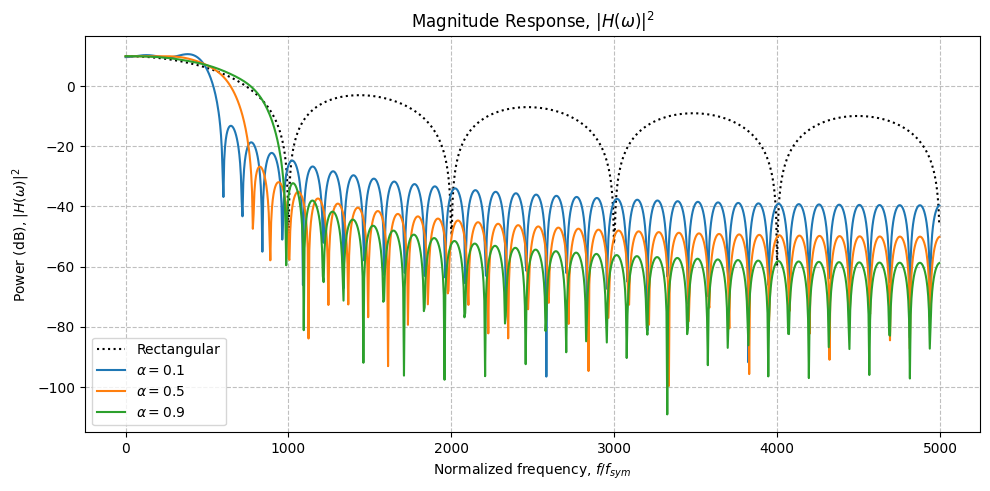 Magnitude Response, |H(ω)|²
Power (dB), |H(ω)|²
0
−20
−40
−60
−80
−100
Rectangular
α = 0.1
α = 0.5
α = 0.9
0 1000 2000 3000 4000 5000
Normalized frequency, f/f_sym